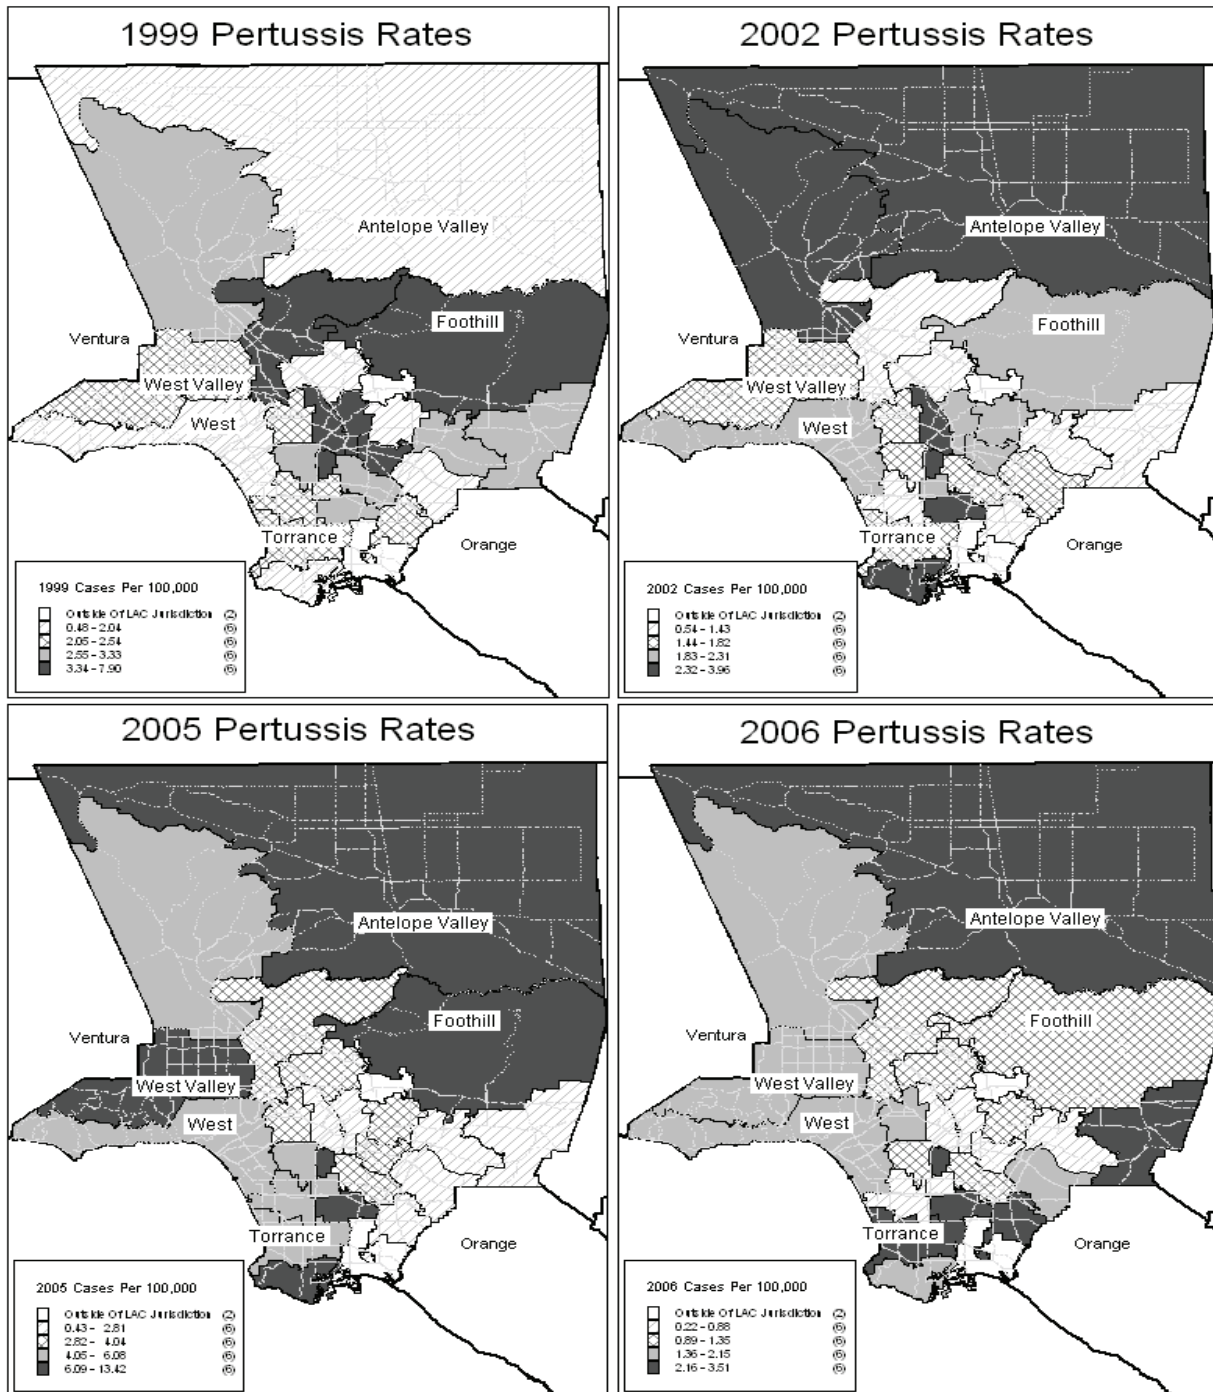 1999 Pertussis Rates
Antelope Valley
Foothill
Ventura
West Valley
West
Torrance
Orange
1999 Cases Per 100,000
Outside Of LAC Jurisdiction (2)
0.48 - 2.04 (6)
2.05 - 2.54 (6)
2.55 - 3.33 (6)
3.34 - 7.90 (6)
2002 Pertussis Rates
Antelope Valley
Foothill
Ventura
West Valley
West
Torrance
Orange
2002 Cases Per 100,000
Outside Of LAC Jurisdiction (2)
0.54 - 1.43 (6)
1.44 - 1.82 (6)
1.83 - 2.31 (6)
2.32 - 3.96 (6)
2005 Pertussis Rates
Antelope Valley
Foothill
Ventura
West Valley
West
Torrance
Orange
2005 Cases Per 100,000
Outside Of LAC Jurisdiction (2)
0.43 - 2.81 (6)
2.82 - 4.04 (6)
4.05 - 6.08 (6)
6.09 - 13.42 (6)
2006 Pertussis Rates
Antelope Valley
Foothill
Ventura
West Valley
West
Torrance
Orange
2006 Cases Per 100,000
Outside Of LAC Jurisdiction (2)
0.22 - 0.88 (6)
0.89 - 1.35 (6)
1.36 - 2.15 (6)
2.16 - 3.51 (6)